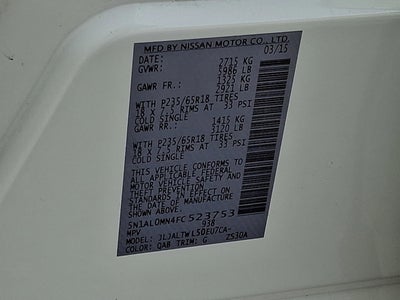 MFD BY NISSAN MOTOR CO., LTD.
DATE: 03/15
GVWR: 2715 KG
5986 LB
GAWR FR.: 1325 KG
2921 LB
WITH P235/65R18 TIRES
18 x 7.5 RIMS AT 33 PSI
COLD SINGLE
GAWR RR.: 1415 KG
3120 LB
WITH P235/65R18 TIRES
18 x 7.5 RIMS AT 33 PSI
COLD SINGLE
THIS VEHICLE CONFORMS TO
ALL APPLICABLE FEDERAL
MOTOR VEHICLE SAFETY AND
THEFT PREVENTION
STANDARDS IN EFFECT ON
THE DATE OF MANUFACTURE
SHOWN ABOVE.
5N1AL0MN4FC523753
938
MODEL: JLJALTWL50EU7CA-
COLOR: QAB TRIM: G ZS30A